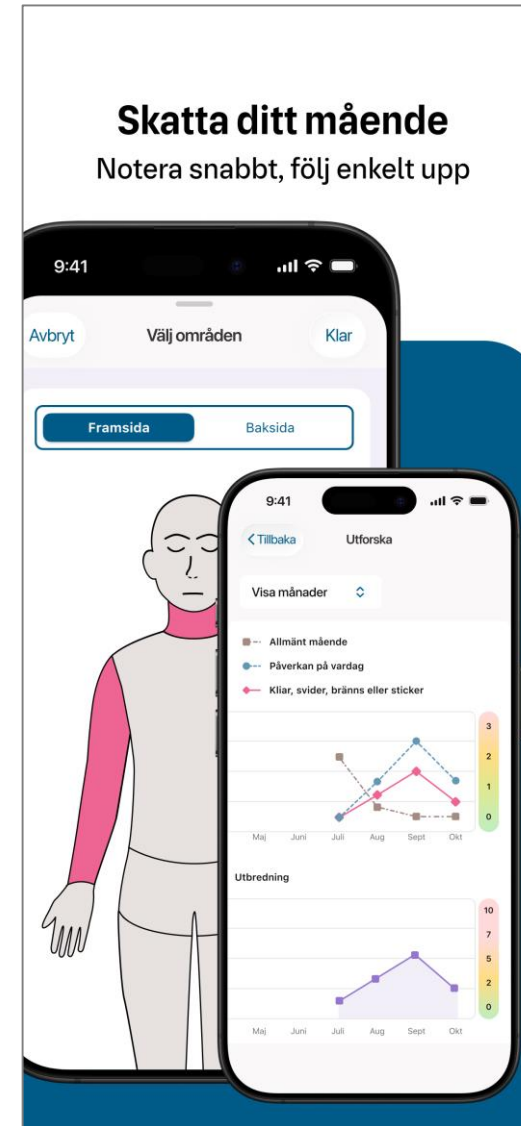 Skatta ditt mående
Notera snabbt, följ enkelt upp
9:41
Avbryt
Välj områden
Klar
Framsida
Baksida
9:41
Tillbaka
Utforska
Visa månader
Allmänt mående
Påverkan på vardag
Kliar, svider, bränns eller sticker
3
2
1
0
Maj Juni Juli Aug Sept Okt
Utbredning
10
7
5
2
0
Maj Juni Juli Aug Sept Okt